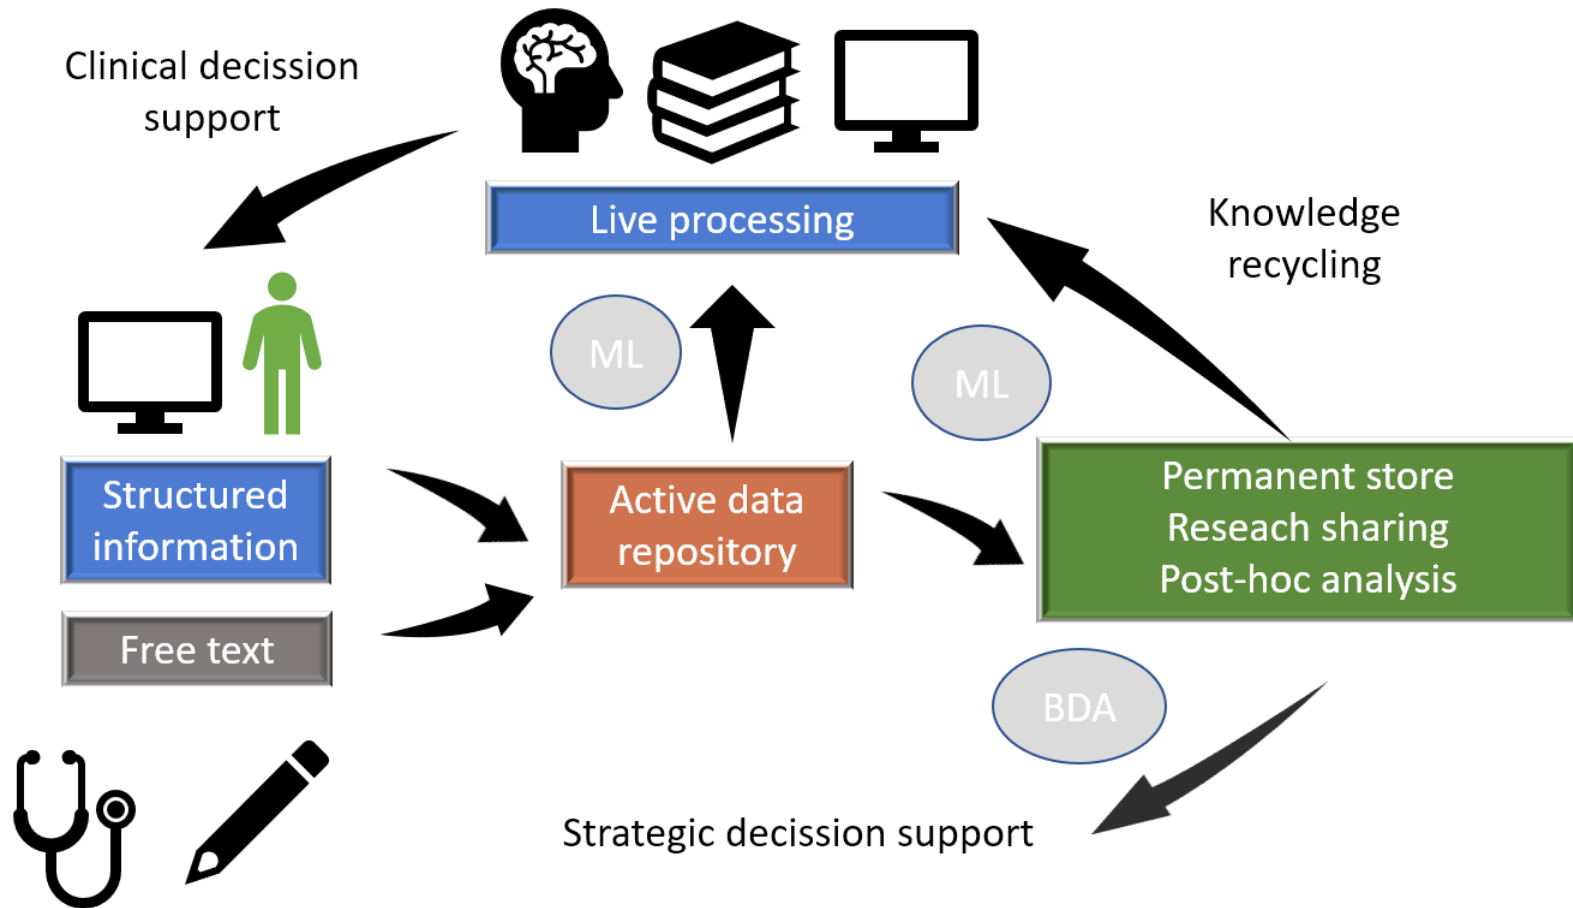 Clinical decission
support
Live processing
Knowledge
recycling
ML
ML
Structured
information
Active data
repository
Permanent store
Reseach sharing
Post-hoc analysis
Free text
BDA
Strategic decission support